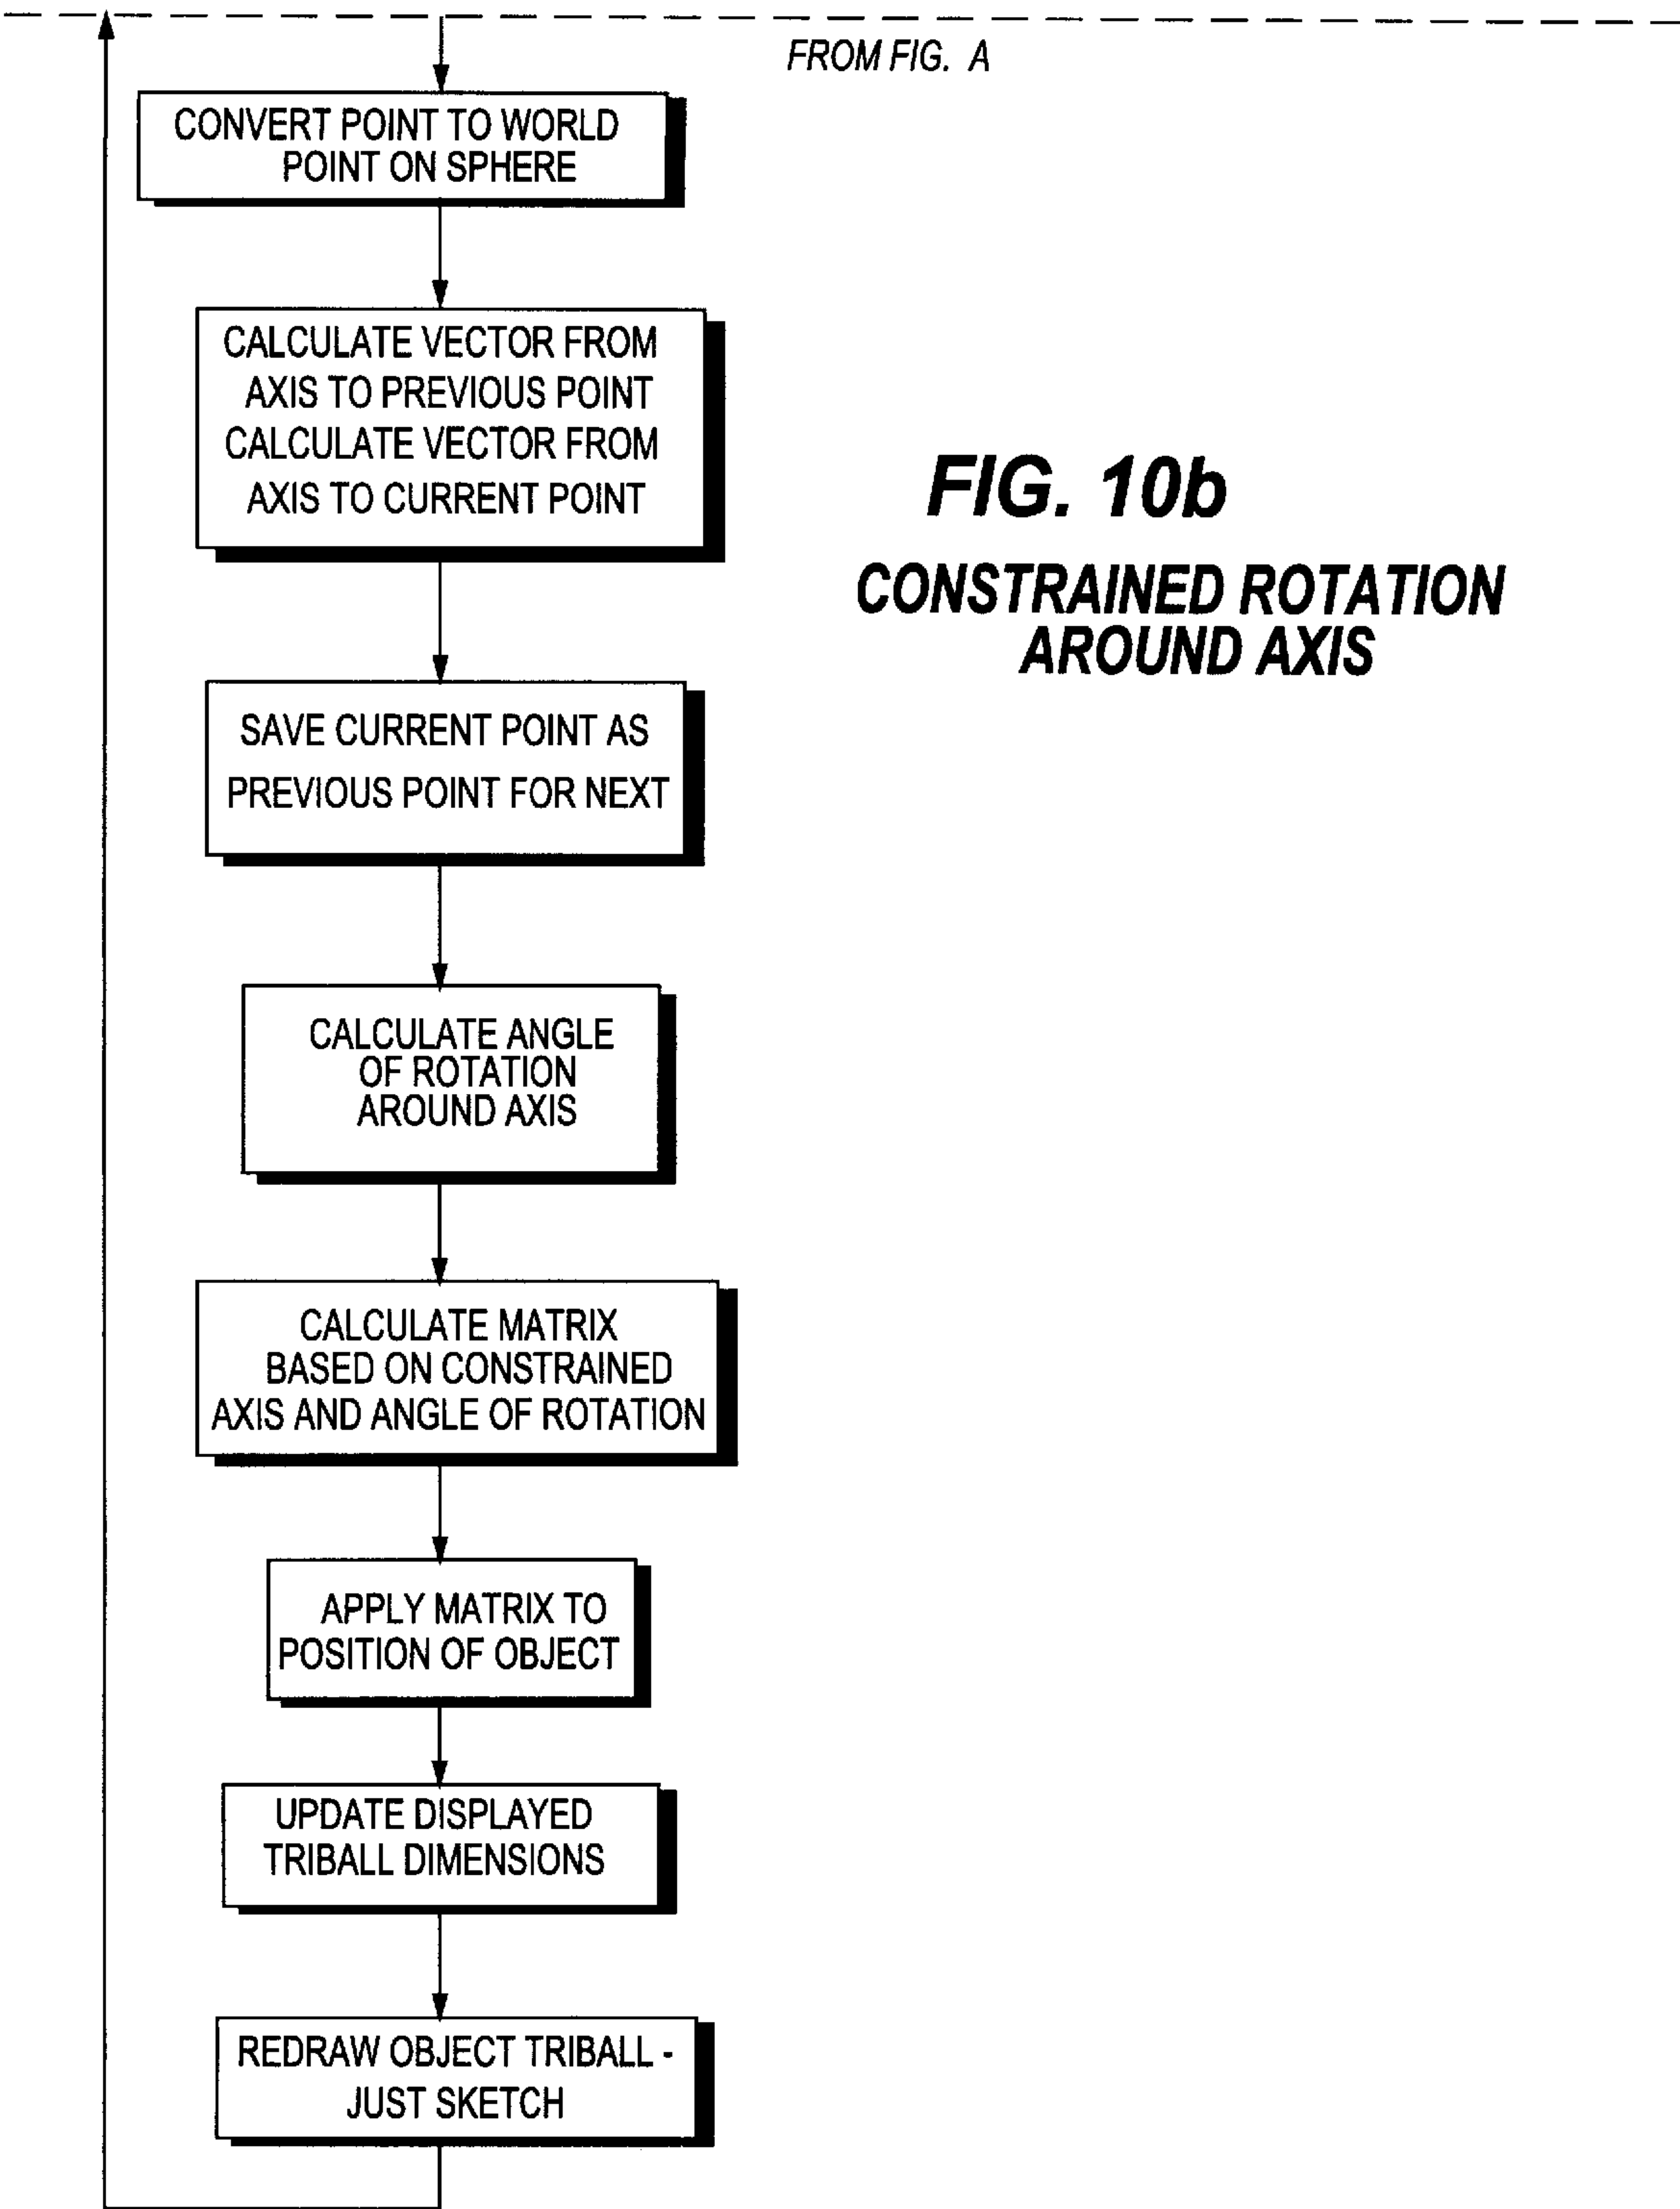 FROM FIG. A
CONVERT POINT TO WORLD
POINT ON SPHERE
CALCULATE VECTOR FROM
AXIS TO PREVIOUS POINT
CALCULATE VECTOR FROM
AXIS TO CURRENT POINT
FIG. 10b
CONSTRAINED ROTATION
AROUND AXIS
SAVE CURRENT POINT AS
PREVIOUS POINT FOR NEXT
CALCULATE ANGLE
OF ROTATION
AROUND AXIS
CALCULATE MATRIX
BASED ON CONSTRAINED
AXIS AND ANGLE OF ROTATION
APPLY MATRIX TO
POSITION OF OBJECT
UPDATE DISPLAYED
TRIBALL DIMENSIONS
REDRAW OBJECT TRIBALL -
JUST SKETCH